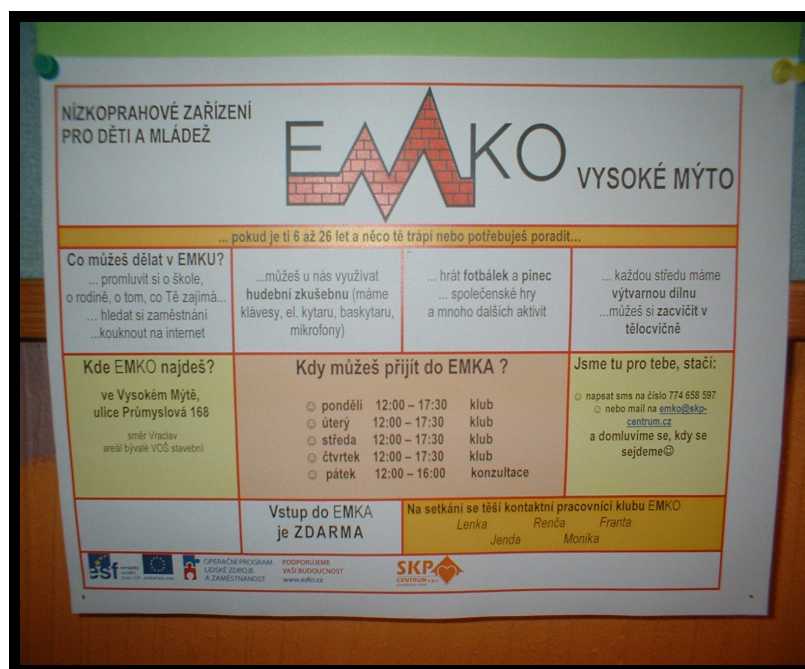 NÍZKOPRAHOVÉ ZAŘÍZENÍ
PRO DĚTI A MLÁDEŽ
EMKO
VYSOKÉ MÝTO
... pokud je ti 6 až 26 let a něco tě trápí nebo potřebuješ poradit...
Co můžeš dělat v EMKU?
... promluvit si o škole,
o rodině, o tom, co Tě zajímá...
.... hledat si zaměstnání
...kouknout na internet
...můžeš u nás využívat
hudební zkušebnu (máme
klávesy, el. kytaru, baskytaru,
mikrofony)
... hrát fotbálek a pinec
... společenské hry
a mnoho dalších aktivit
... každou středu máme
výtvarnou dílnu
...můžeš si zacvičit v
tělocvičně
Kde EMKO najdeš?
ve Vysokém Mýtě,
ulice Průmyslová 168
směr Vraclav
areál bývalé VOŠ stavební
Kdy můžeš přijít do EMKA ?
☺ pondělí 12:00 – 17:30 klub
☺ úterý 12:00 – 17:30 klub
☺ středa 12:00 – 17:30 klub
☺ čtvrtek 12:00 – 17:30 klub
☺ pátek 12:00 – 16:00 konzultace
Jsme tu pro tebe, stačí:
☺ napsat sms na číslo 774 658 597
☺ nebo mail na emko@skp-
centrum.cz
a domluvíme se, kdy se
sejdeme☺
Vstup do EMKA
je ZDARMA
Na setkání se těší kontaktní pracovníci klubu EMKO
Lenka Renča Franta
Jenda Monika
esf
OPERAČNÍ PROGRAM
LIDSKÉ ZDROJE
A ZAMĚSTNANOST
PODPORUJEME
VAŠI BUDOUCNOST
www.esfcr.cz
SKP
CENTRUM